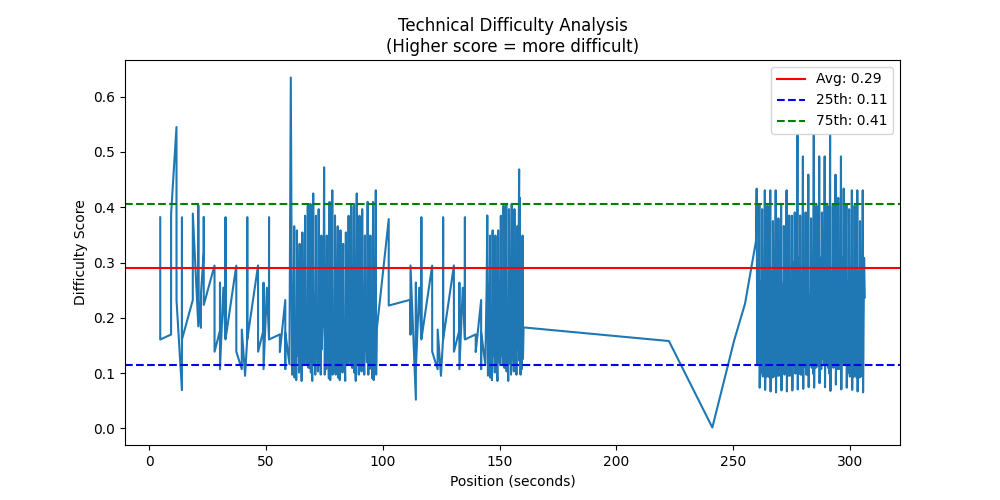 Technical Difficulty Analysis
(Higher score = more difficult)
Avg: 0.29
25th: 0.11
75th: 0.41
Difficulty Score
0.6
0.5
0.4
0.3
0.2
0.1
0.0
0 50 100 150 200 250 300
Position (seconds)